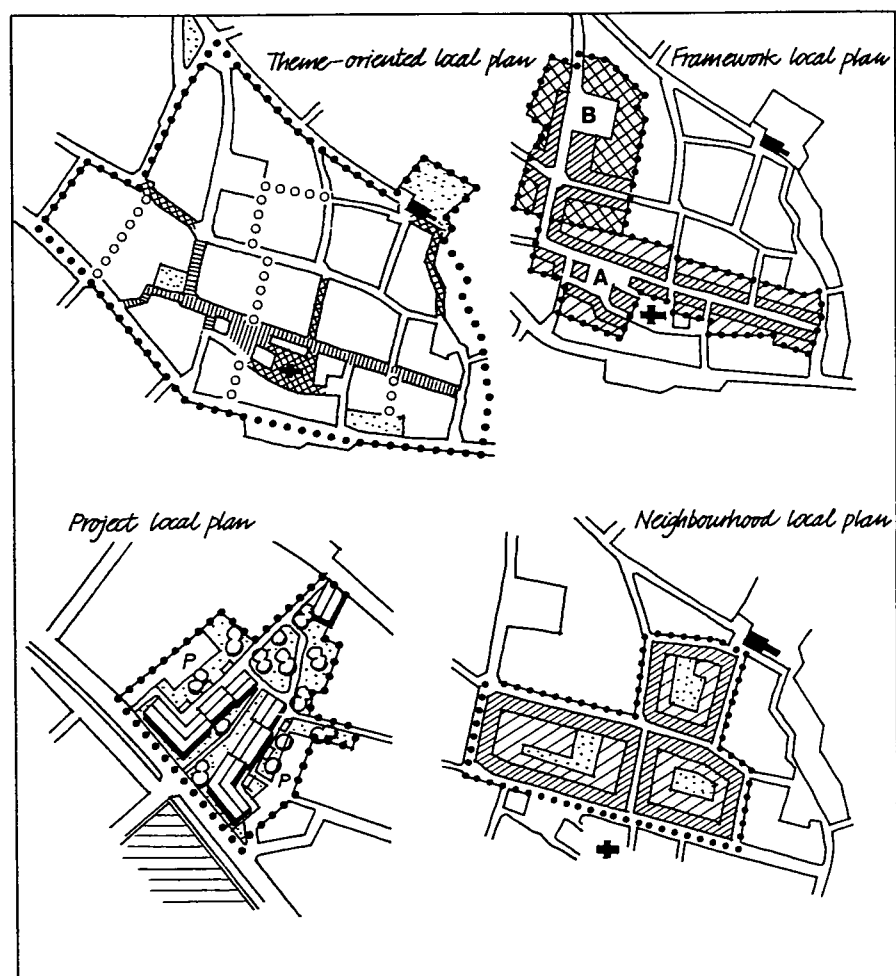 Theme-oriented local plan
Framework local plan
B
A
Project local plan
Neighbourhood local plan
P
P